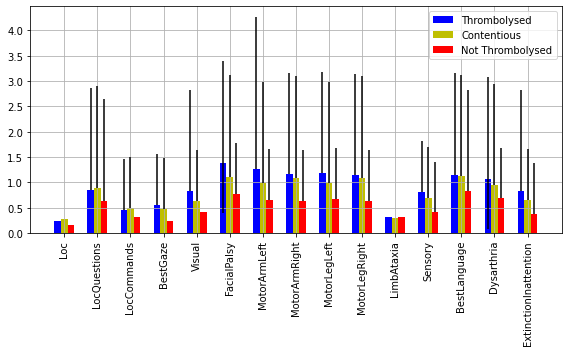 Thrombolysed
Contentious
Not Thrombolysed
4.0
3.5
3.0
2.5
2.0
1.5
1.0
0.5
0.0
Loc
LocQuestions
LocCommands
BestGaze
Visual
FacialPalsy
MotorArmLeft
MotorArmRight
MotorLegLeft
MotorLegRight
LimbAtaxia
Sensory
BestLanguage
Dysarthria
ExtinctionInattention